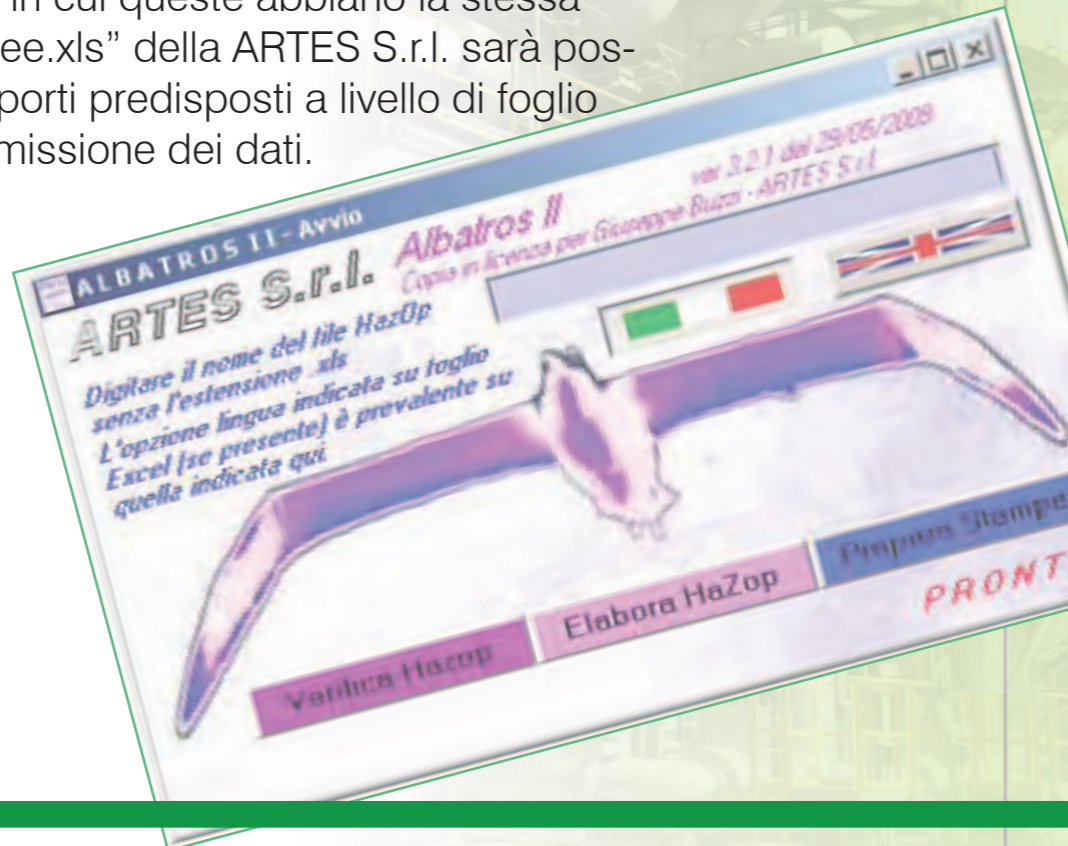 in cui queste abbiano la stessa
ee.xls” della ARTES S.r.l. sarà pos-
porti predisposti a livello di foglio
missione dei dati.
ALBATROS II - Avvio
ARTES S.r.l.
Albatros II
ver 3.2.1 del 29/05/2009
Copia in licenza per Giuseppe Buzzi - ARTES S.r.l.
Digitare il nome del file HazOp
senza l'estensione .xls
L'opzione lingua indicata su foglio
Excel (se presente) è prevalente su
quella indicata qui
Verifica Hazop
Elabora HaZop
Stampe
PRONT